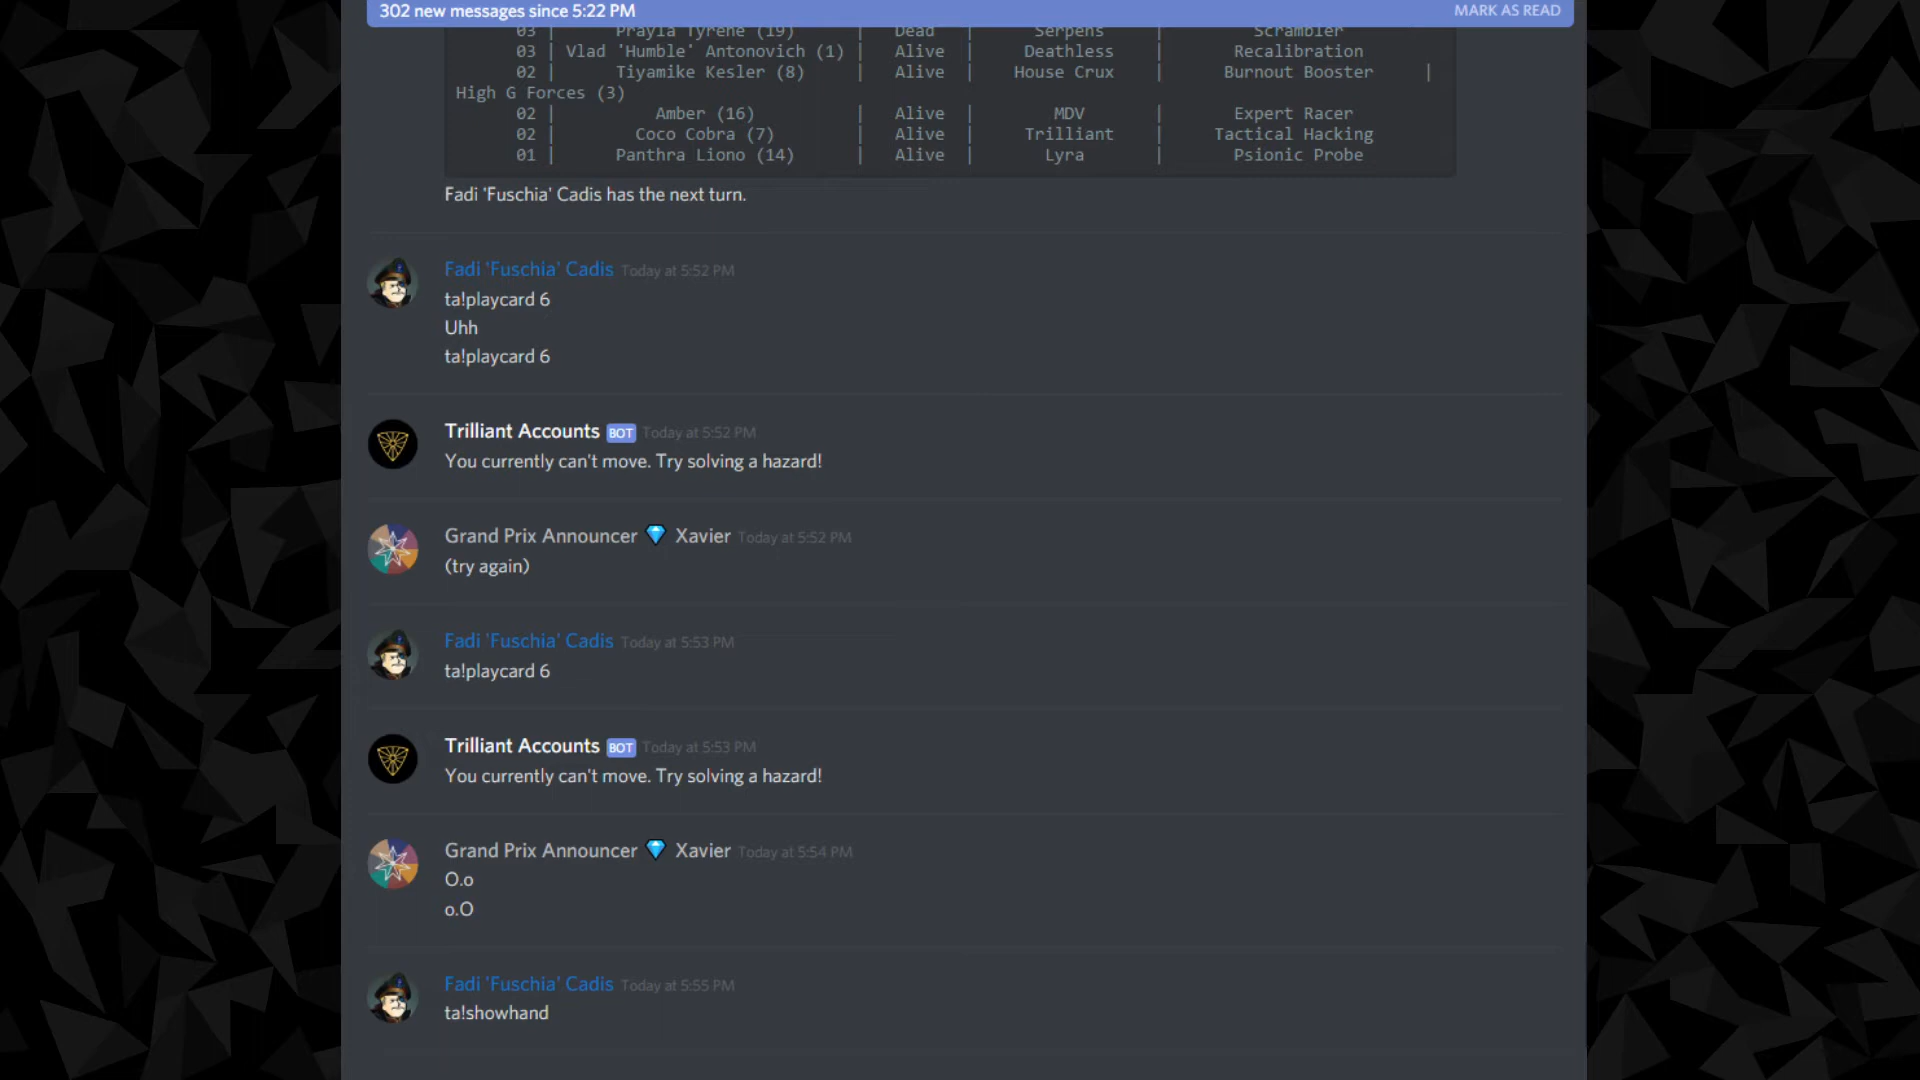 302 new messages since 5:22 PM MARK AS READ
03 | Prayla Tyrene (19) | Dead | Serpens | Scrambler
03 | Vlad 'Humble' Antonovich (1) | Alive | Deathless | Recalibration
02 | Tiyamike Kesler (8) | Alive | House Crux | Burnout Booster |
High G Forces (3)
02 | Amber (16) | Alive | MDV | Expert Racer
02 | Coco Cobra (7) | Alive | Trilliant | Tactical Hacking
01 | Panthra Liono (14) | Alive | Lyra | Psionic Probe
Fadi 'Fuschia' Cadis has the next turn.
Fadi 'Fuschia' Cadis Today at 5:52 PM
ta!playcard 6
Uhh
ta!playcard 6
Trilliant Accounts BOT Today at 5:52 PM
You currently can't move. Try solving a hazard!
Grand Prix Announcer 💎 Xavier Today at 5:52 PM
(try again)
Fadi 'Fuschia' Cadis Today at 5:53 PM
ta!playcard 6
Trilliant Accounts BOT Today at 5:53 PM
You currently can't move. Try solving a hazard!
Grand Prix Announcer 💎 Xavier Today at 5:54 PM
O.o
o.O
Fadi 'Fuschia' Cadis Today at 5:55 PM
ta!showhand